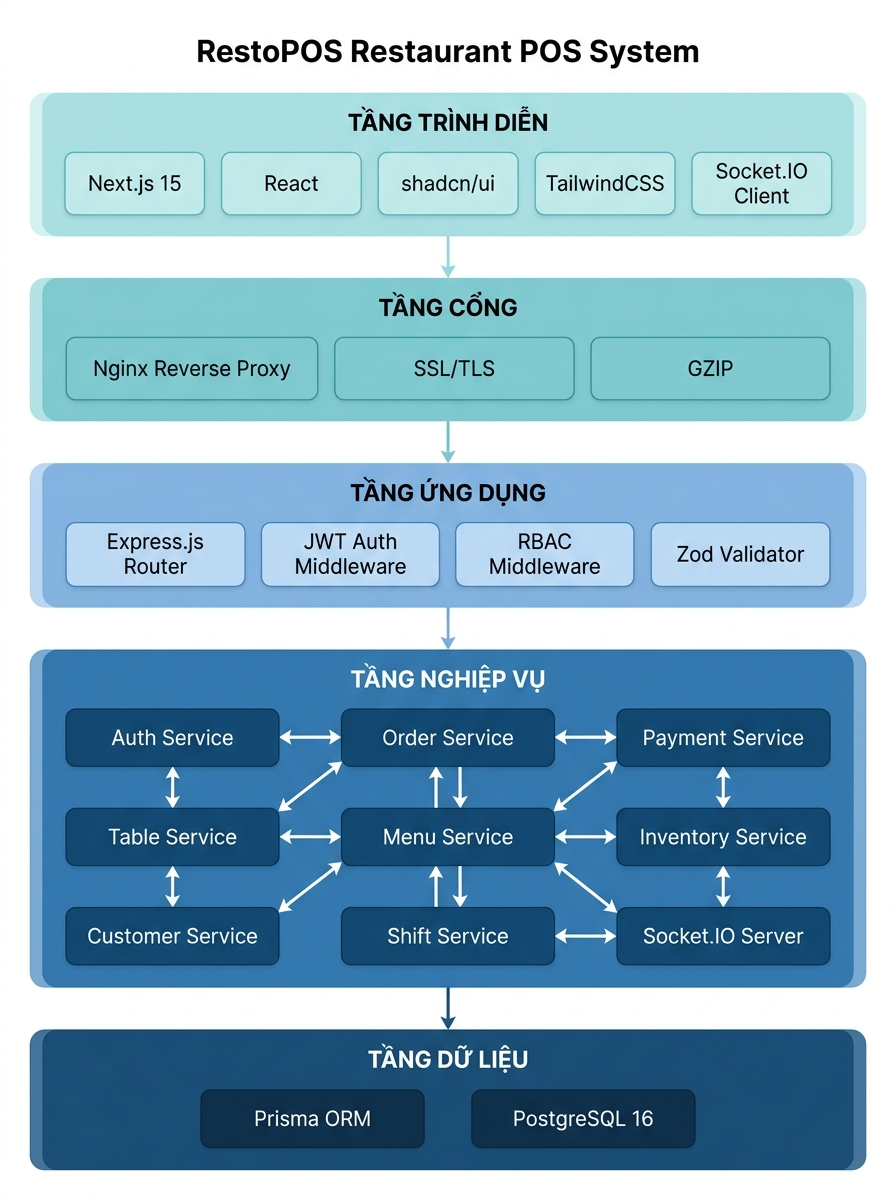 RestoPOS Restaurant POS System
TẦNG TRÌNH DIỄN
Next.js 15
React
shadcn/ui
TailwindCSS
Socket.IO
Client
TẦNG CỔNG
Nginx Reverse Proxy
SSL/TLS
GZIP
TẦNG ỨNG DỤNG
Express.js
Router
JWT Auth
Middleware
RBAC
Middleware
Zod Validator
TẦNG NGHIỆP VỤ
Auth Service
Order Service
Payment Service
Table Service
Menu Service
Inventory Service
Customer Service
Shift Service
Socket.IO Server
TẦNG DỮ LIỆU
Prisma ORM
PostgreSQL 16